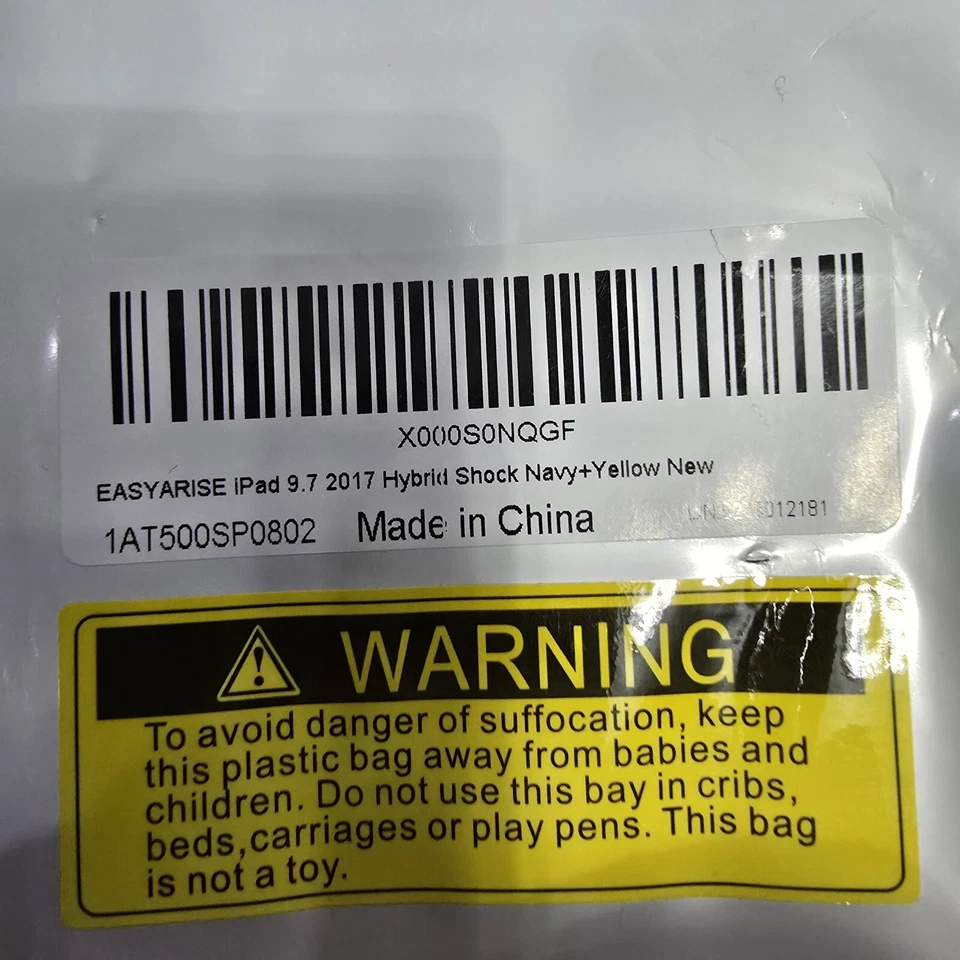 X000S0NQGF
EASYARISE iPad 9.7 2017 Hybrid Shock Navy+Yellow New
1AT500SP0802 Made in China
WARNING
To avoid danger of suffocation, keep
this plastic bag away from babies and
children. Do not use this bay in cribs,
beds,carriages or play pens. This bag
is not a toy.